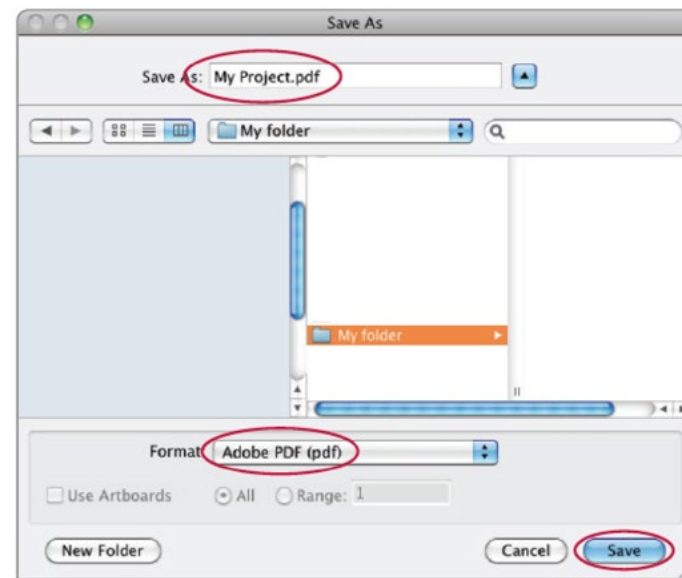 Save As
Save As: My Project.pdf
My folder
My folder
Format Adobe PDF (pdf)
Use Artboards All Range: 1
New Folder Cancel Save